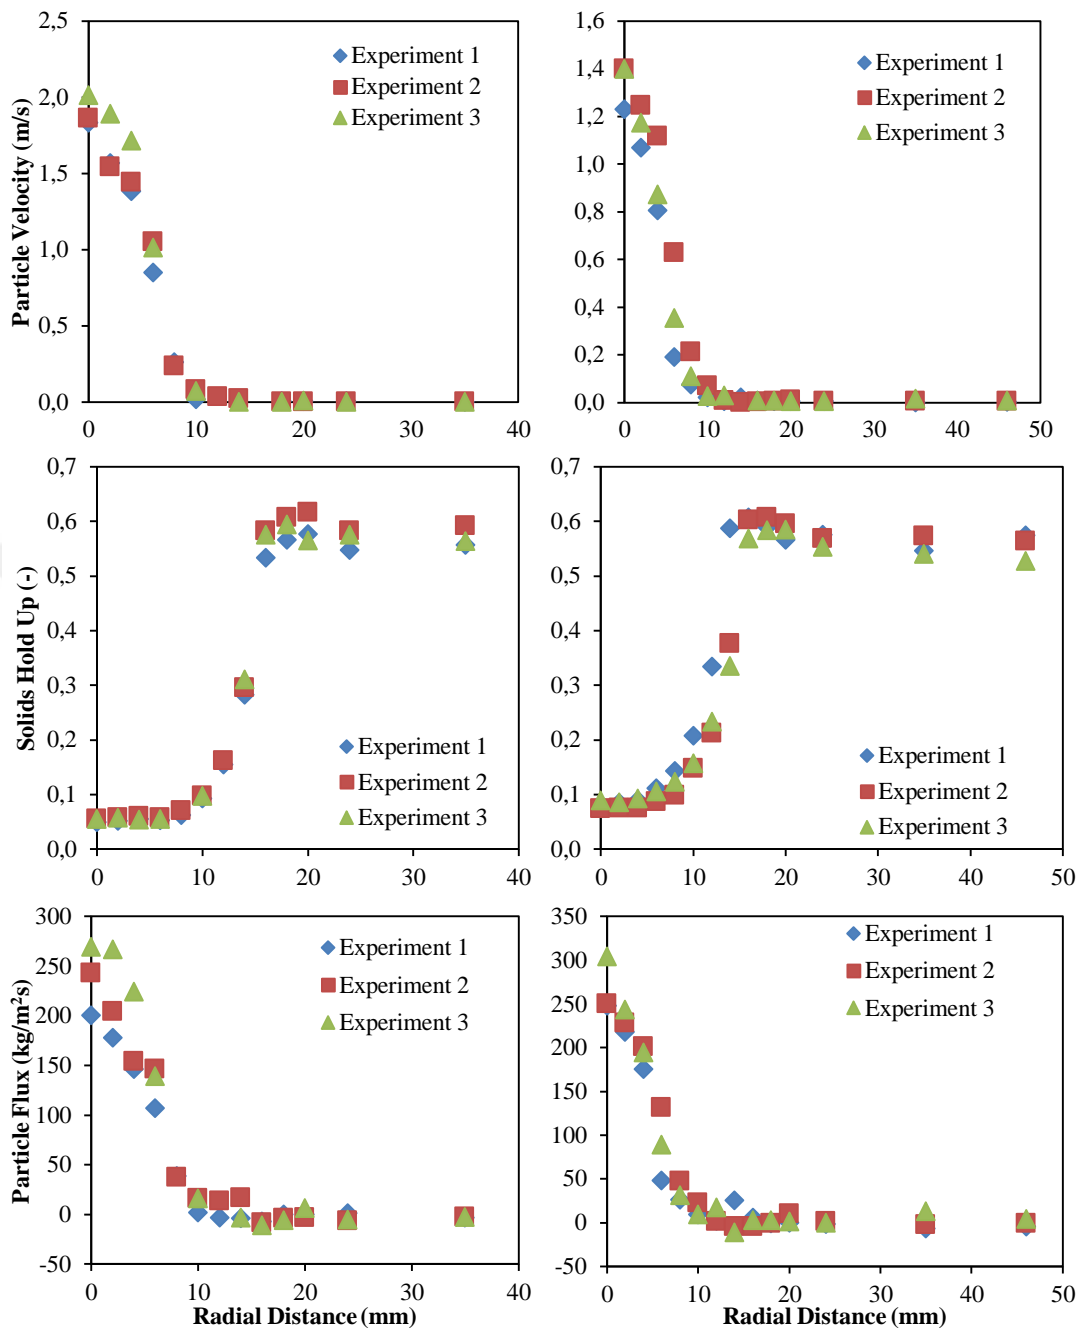 2,5
2,0
1,5
1,0
0,5
0,0
0 10 20 30 40
Particle Velocity (m/s)
Experiment 1
Experiment 2
Experiment 3
1,6
1,4
1,2
1,0
0,8
0,6
0,4
0,2
0,0
0 10 20 30 40 50
Experiment 1
Experiment 2
Experiment 3
0,7
0,6
0,5
0,4
0,3
0,2
0,1
0,0
0 10 20 30 40
Solids Hold Up (-)
Experiment 1
Experiment 2
Experiment 3
0,7
0,6
0,5
0,4
0,3
0,2
0,1
0,0
0 10 20 30 40 50
Experiment 1
Experiment 2
Experiment 3
300
250
200
150
100
50
0
-50
0 10 20 30 40
Particle Flux (kg/m²s)
Radial Distance (mm)
Experiment 1
Experiment 2
Experiment 3
350
300
250
200
150
100
50
0
-50
0 10 20 30 40 50
Radial Distance (mm)
Experiment 1
Experiment 2
Experiment 3